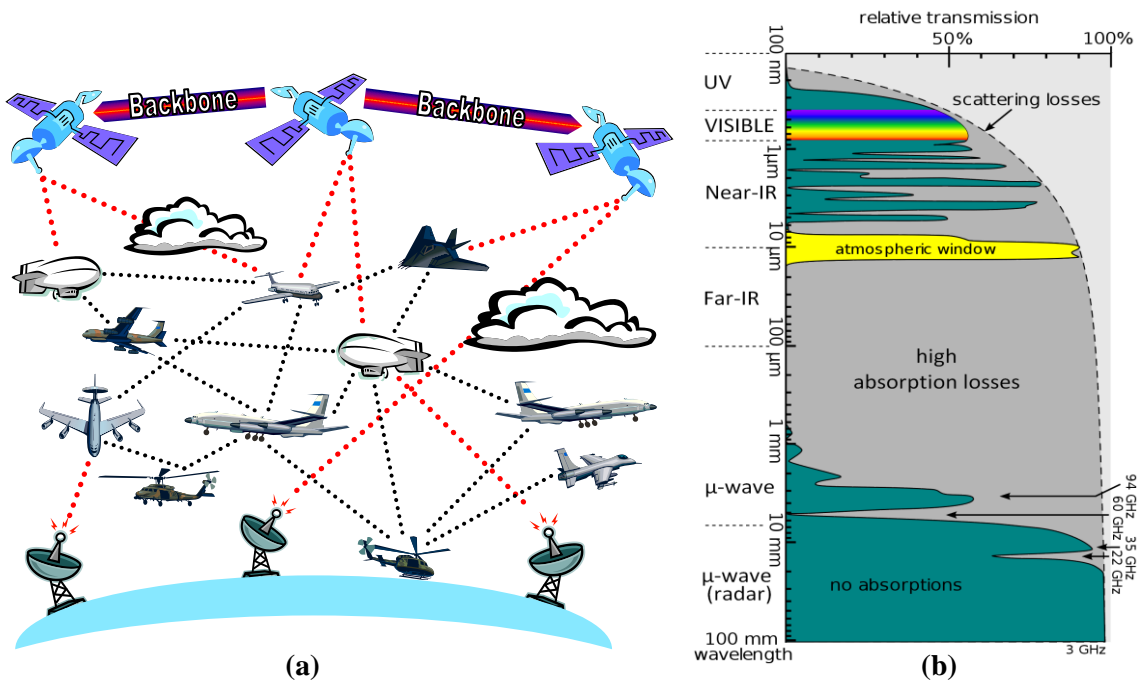 Backbone
Backbone
(a)
relative transmission
50%
100%
100
nm
UV
scattering losses
VISIBLE
1μm
Near-IR
10
μm
atmospheric window
Far-IR
100
μm
high
absorption losses
1 mm
μ-wave
94 GHz
60 GHz
10
mm
35 GHz
22 GHz
μ-wave
(radar)
no absorptions
100 mm
wavelength
3 GHz
(b)